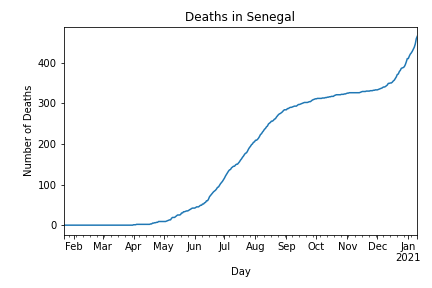 Deaths in Senegal
Number of Deaths
400
300
200
100
0
Feb Mar Apr May Jun Jul Aug Sep Oct Nov Dec Jan
2021
Day